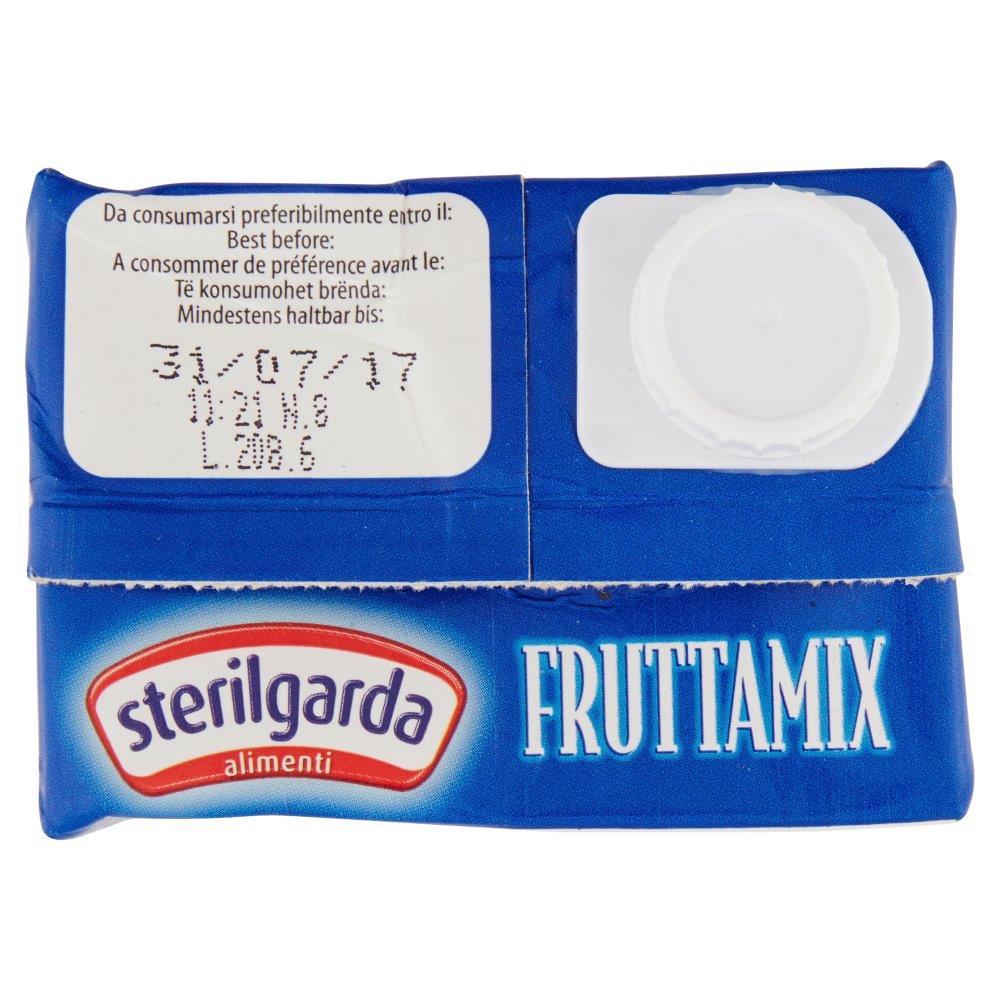 Da consumarsi preferibilmente entro il:
Best before:
A consommer de préférence avant le:
Të konsumohet brënda:
Mindestens haltbar bis:
31/07/17
11:21 N.8
L.208.6
sterilgarda
alimenti
FRUTTAMIX